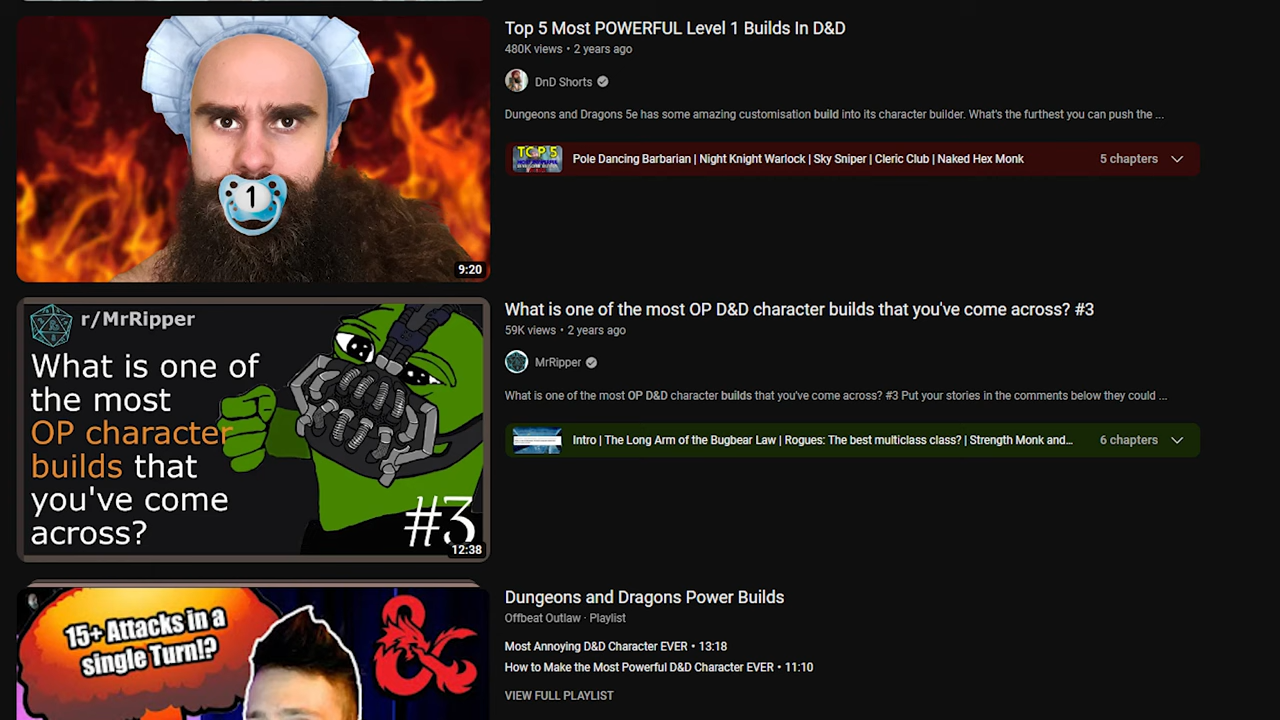 1
9:20
Top 5 Most POWERFUL Level 1 Builds In D&D
480K views • 2 years ago
DnD Shorts
Dungeons and Dragons 5e has some amazing customisation build into its character builder. What's the furthest you can push the ...
TOP 5
Pole Dancing Barbarian | Night Knight Warlock | Sky Sniper | Cleric Club | Naked Hex Monk
5 chapters
r/MrRipper
What is one of
the most
OP character
builds that
you've come
across?
#3
12:38
What is one of the most OP D&D character builds that you've come across? #3
59K views • 2 years ago
MrRipper
What is one of the most OP D&D character builds that you've come across? #3 Put your stories in the comments below they could ...
Intro | The Long Arm of the Bugbear Law | Rogues: The best multiclass class? | Strength Monk and...
6 chapters
15+ Attacks in a
single Turn!?
Dungeons and Dragons Power Builds
Offbeat Outlaw · Playlist
Most Annoying D&D Character EVER • 13:18
How to Make the Most Powerful D&D Character EVER • 11:10
VIEW FULL PLAYLIST